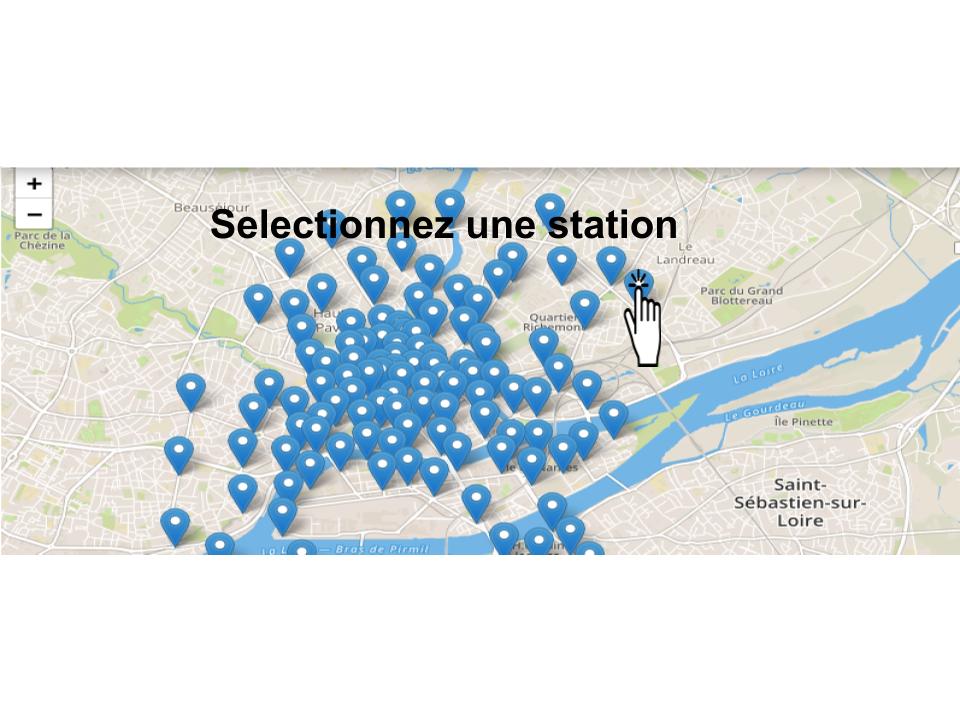 +
−
Beauséjour
Selectionnez une station
Parc de la
Chézine
Le
Landreau
Parc du Grand
Blottereau
Quartier
Richemond
La Loire
Le Gourdeau
Île Pinette
Saint-
Sébastien-sur-
Loire
— Bras de Pirmil